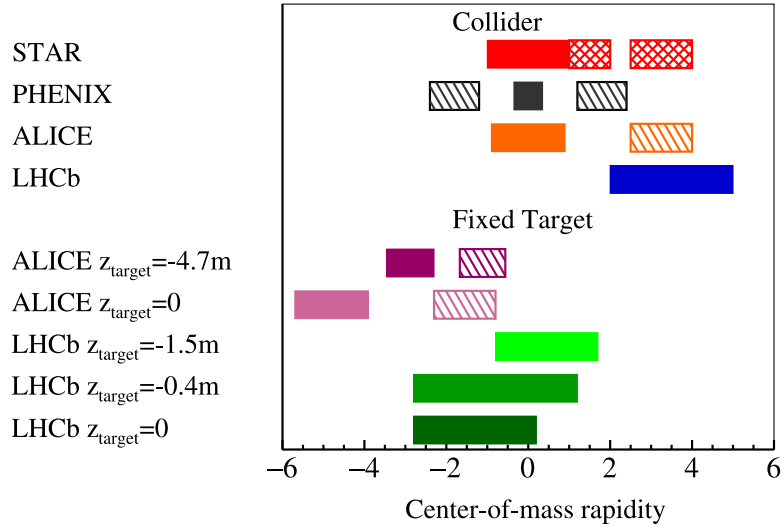 Collider
STAR
PHENIX
ALICE
LHCb
Fixed Target
ALICE z_target=-4.7m
ALICE z_target=0
LHCb z_target=-1.5m
LHCb z_target=-0.4m
LHCb z_target=0
−6 −4 −2 0 2 4 6
Center-of-mass rapidity